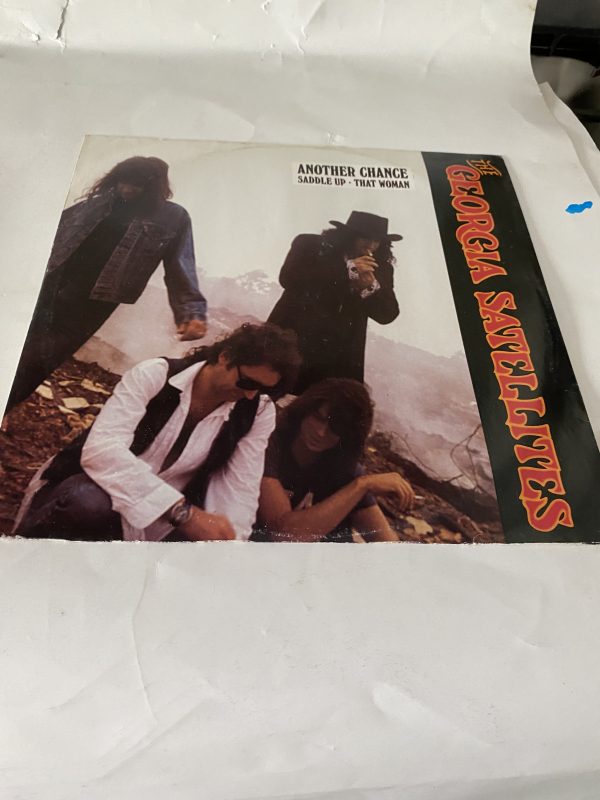 ANOTHER CHANCE
SADDLE UP · THAT WOMAN
THE
GEORGIA SATELLITES